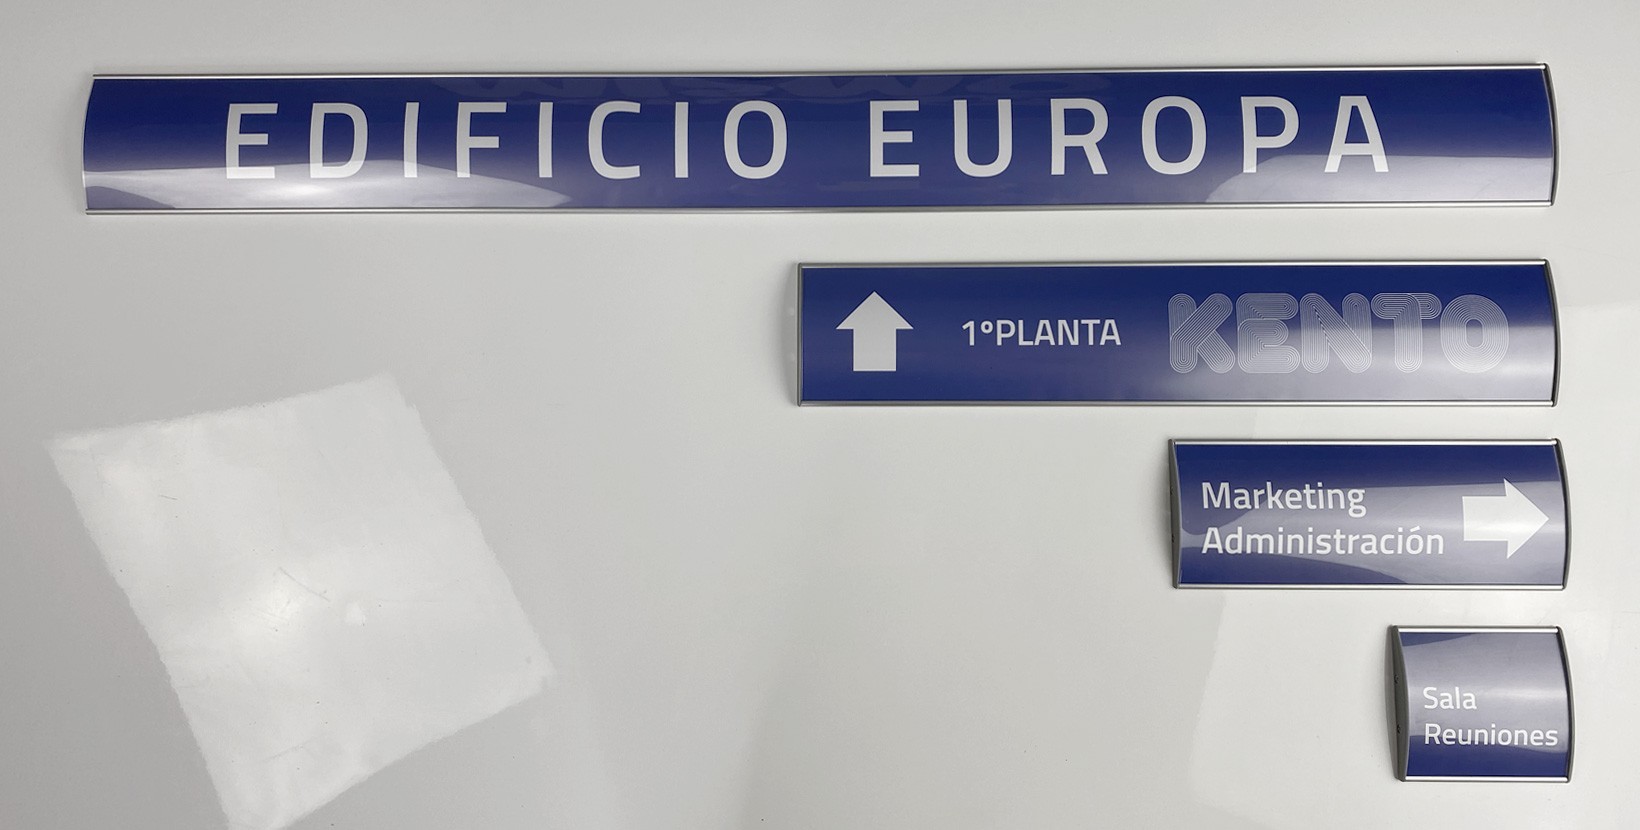 EDIFICIO EUROPA
1ºPLANTA KENTO
Marketing
Administración
Sala
Reuniones